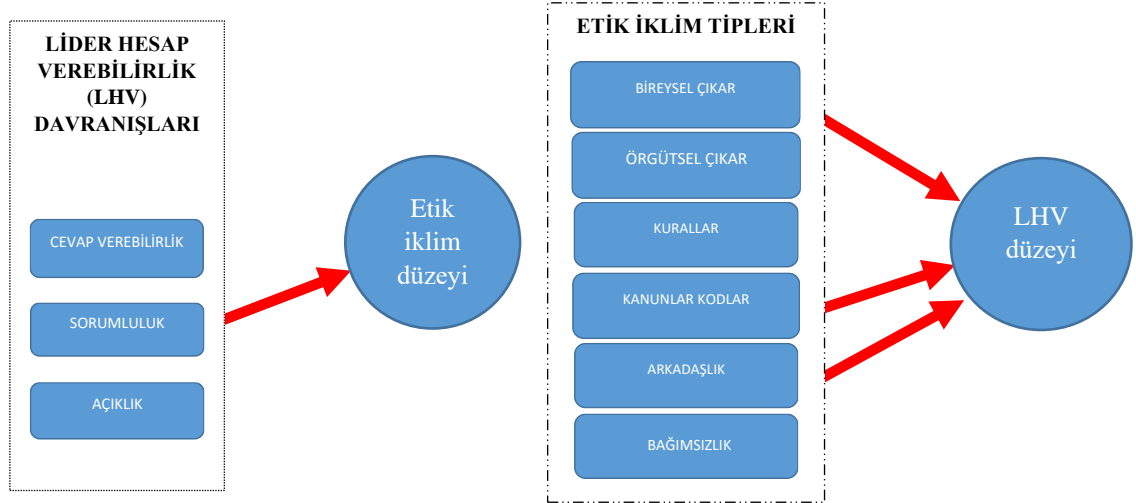 LİDER HESAP
VEREBİLİRLİK
(LHV)
DAVRANIŞLARI
CEVAP VEREBİLİRLİK
SORUMLULUK
AÇIKLIK
Etik
iklim
düzeyi
ETİK İKLİM TİPLERİ
BİREYSEL ÇIKAR
ÖRGÜTSEL ÇIKAR
KURALLAR
KANUNLAR KODLAR
ARKADAŞLIK
BAĞIMSIZLIK
LHV
düzeyi